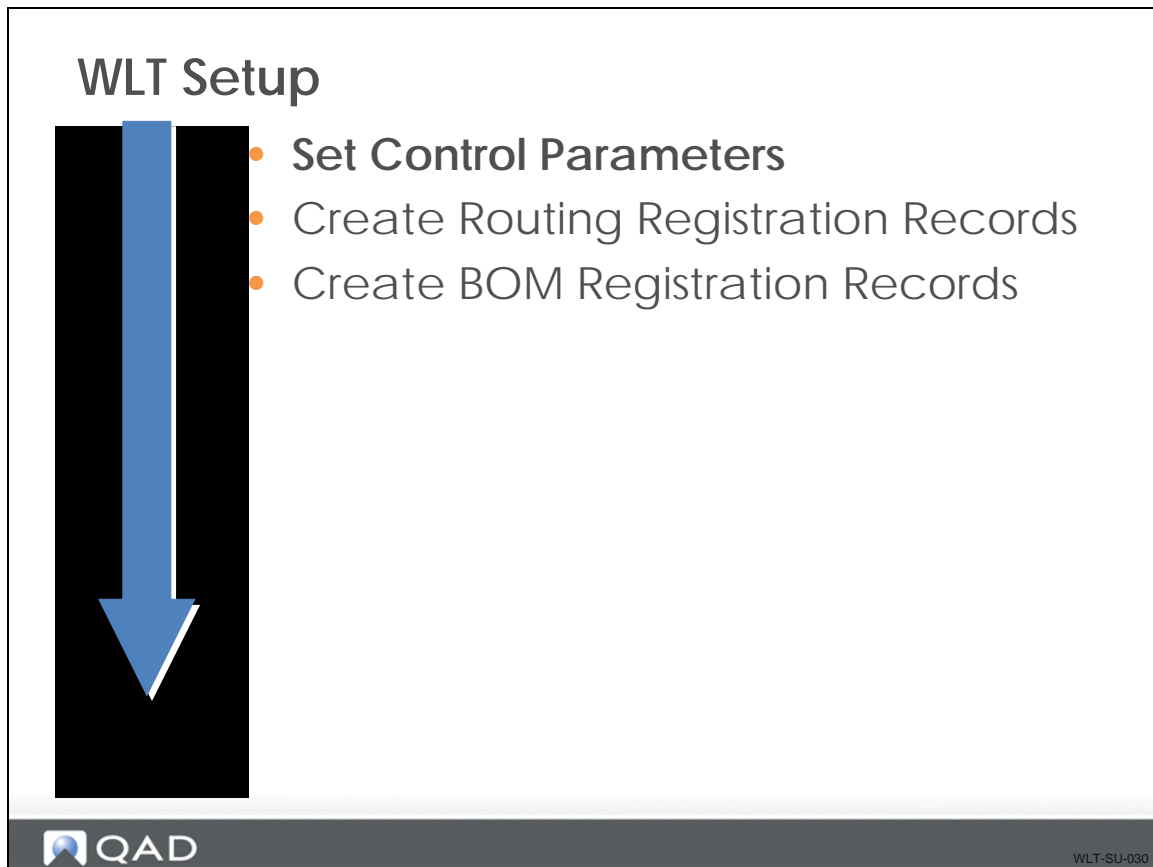 WLT Setup
• Set Control Parameters
• Create Routing Registration Records
• Create BOM Registration Records
QAD
WLT-SU-030